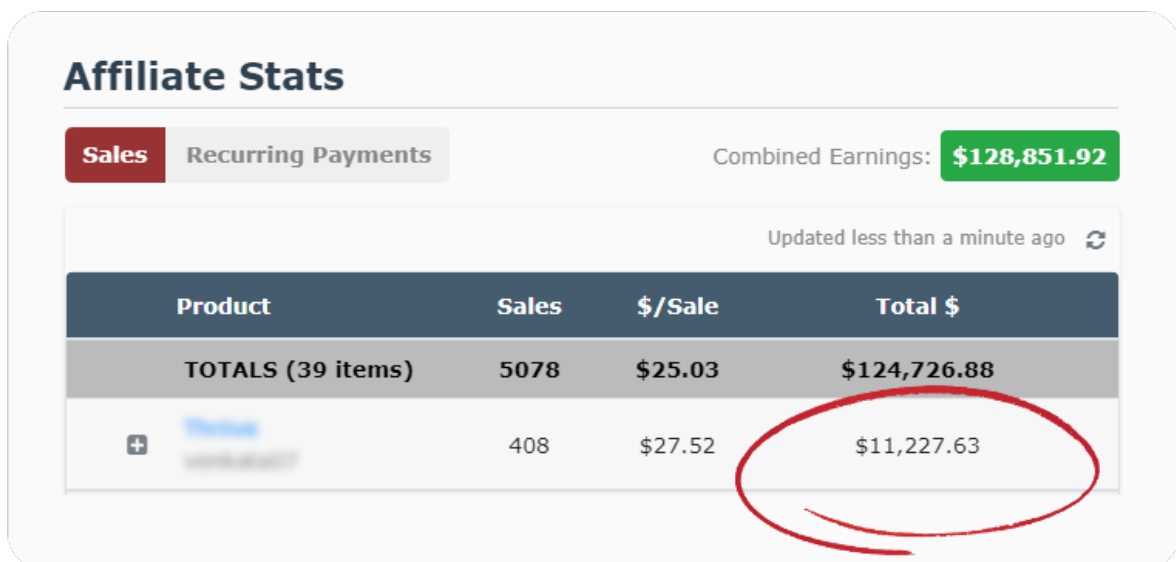 Affiliate Stats
Sales Recurring Payments Combined Earnings: $128,851.92
Updated less than a minute ago
Product Sales $/Sale Total $
TOTALS (39 items) 5078 $25.03 $124,726.88
408 $27.52 $11,227.63